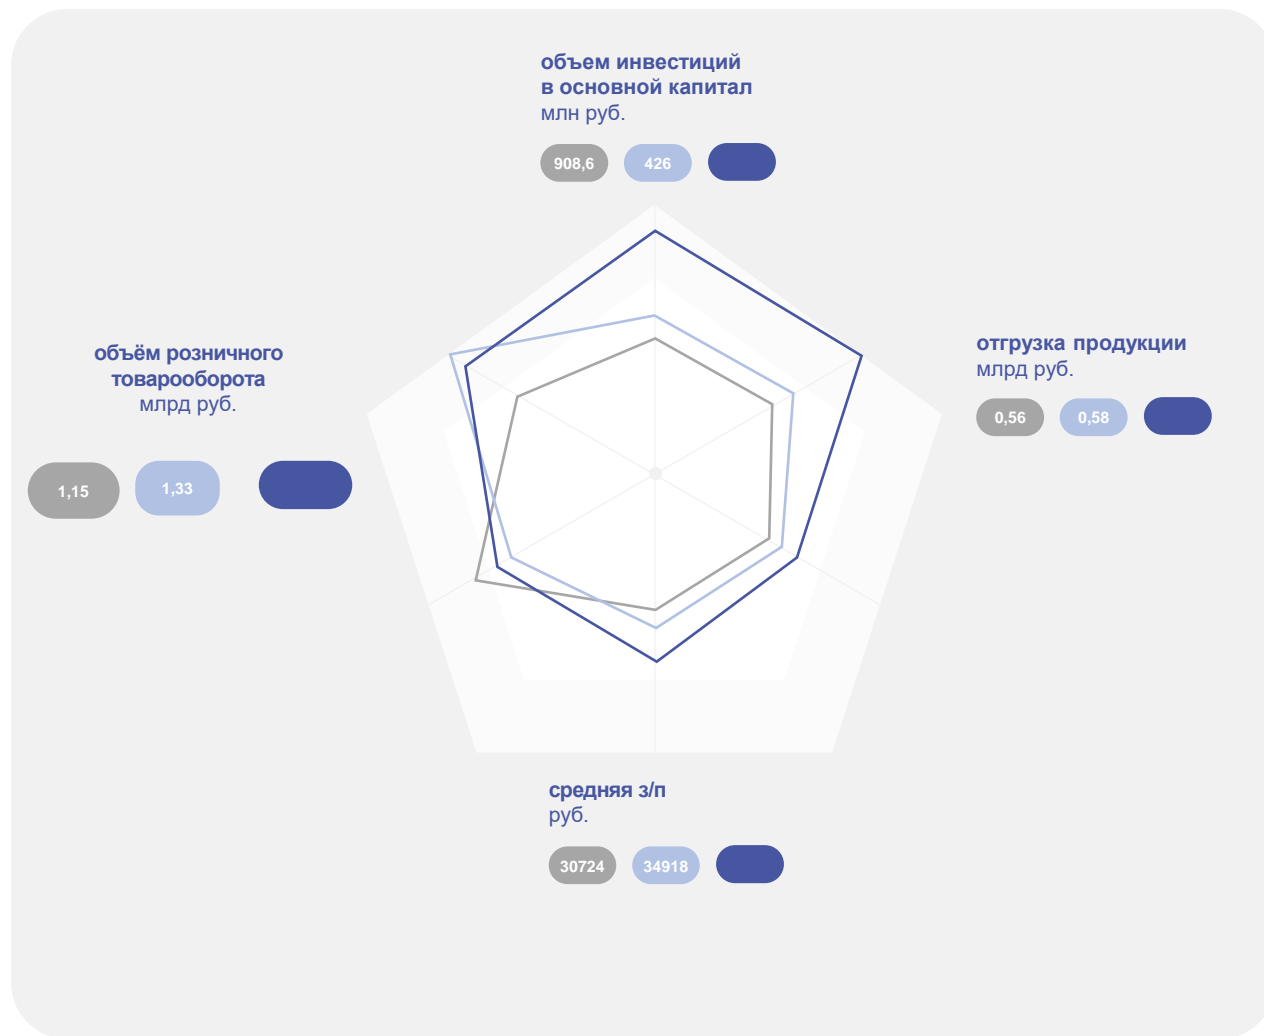 объем инвестиций
в основной капитал
млн руб.
908,6 426
отгрузка продукции
млрд руб.
0,56 0,58
объём розничного
товарооборота
млрд руб.
1,15 1,33
средняя з/п
руб.
30724 34918